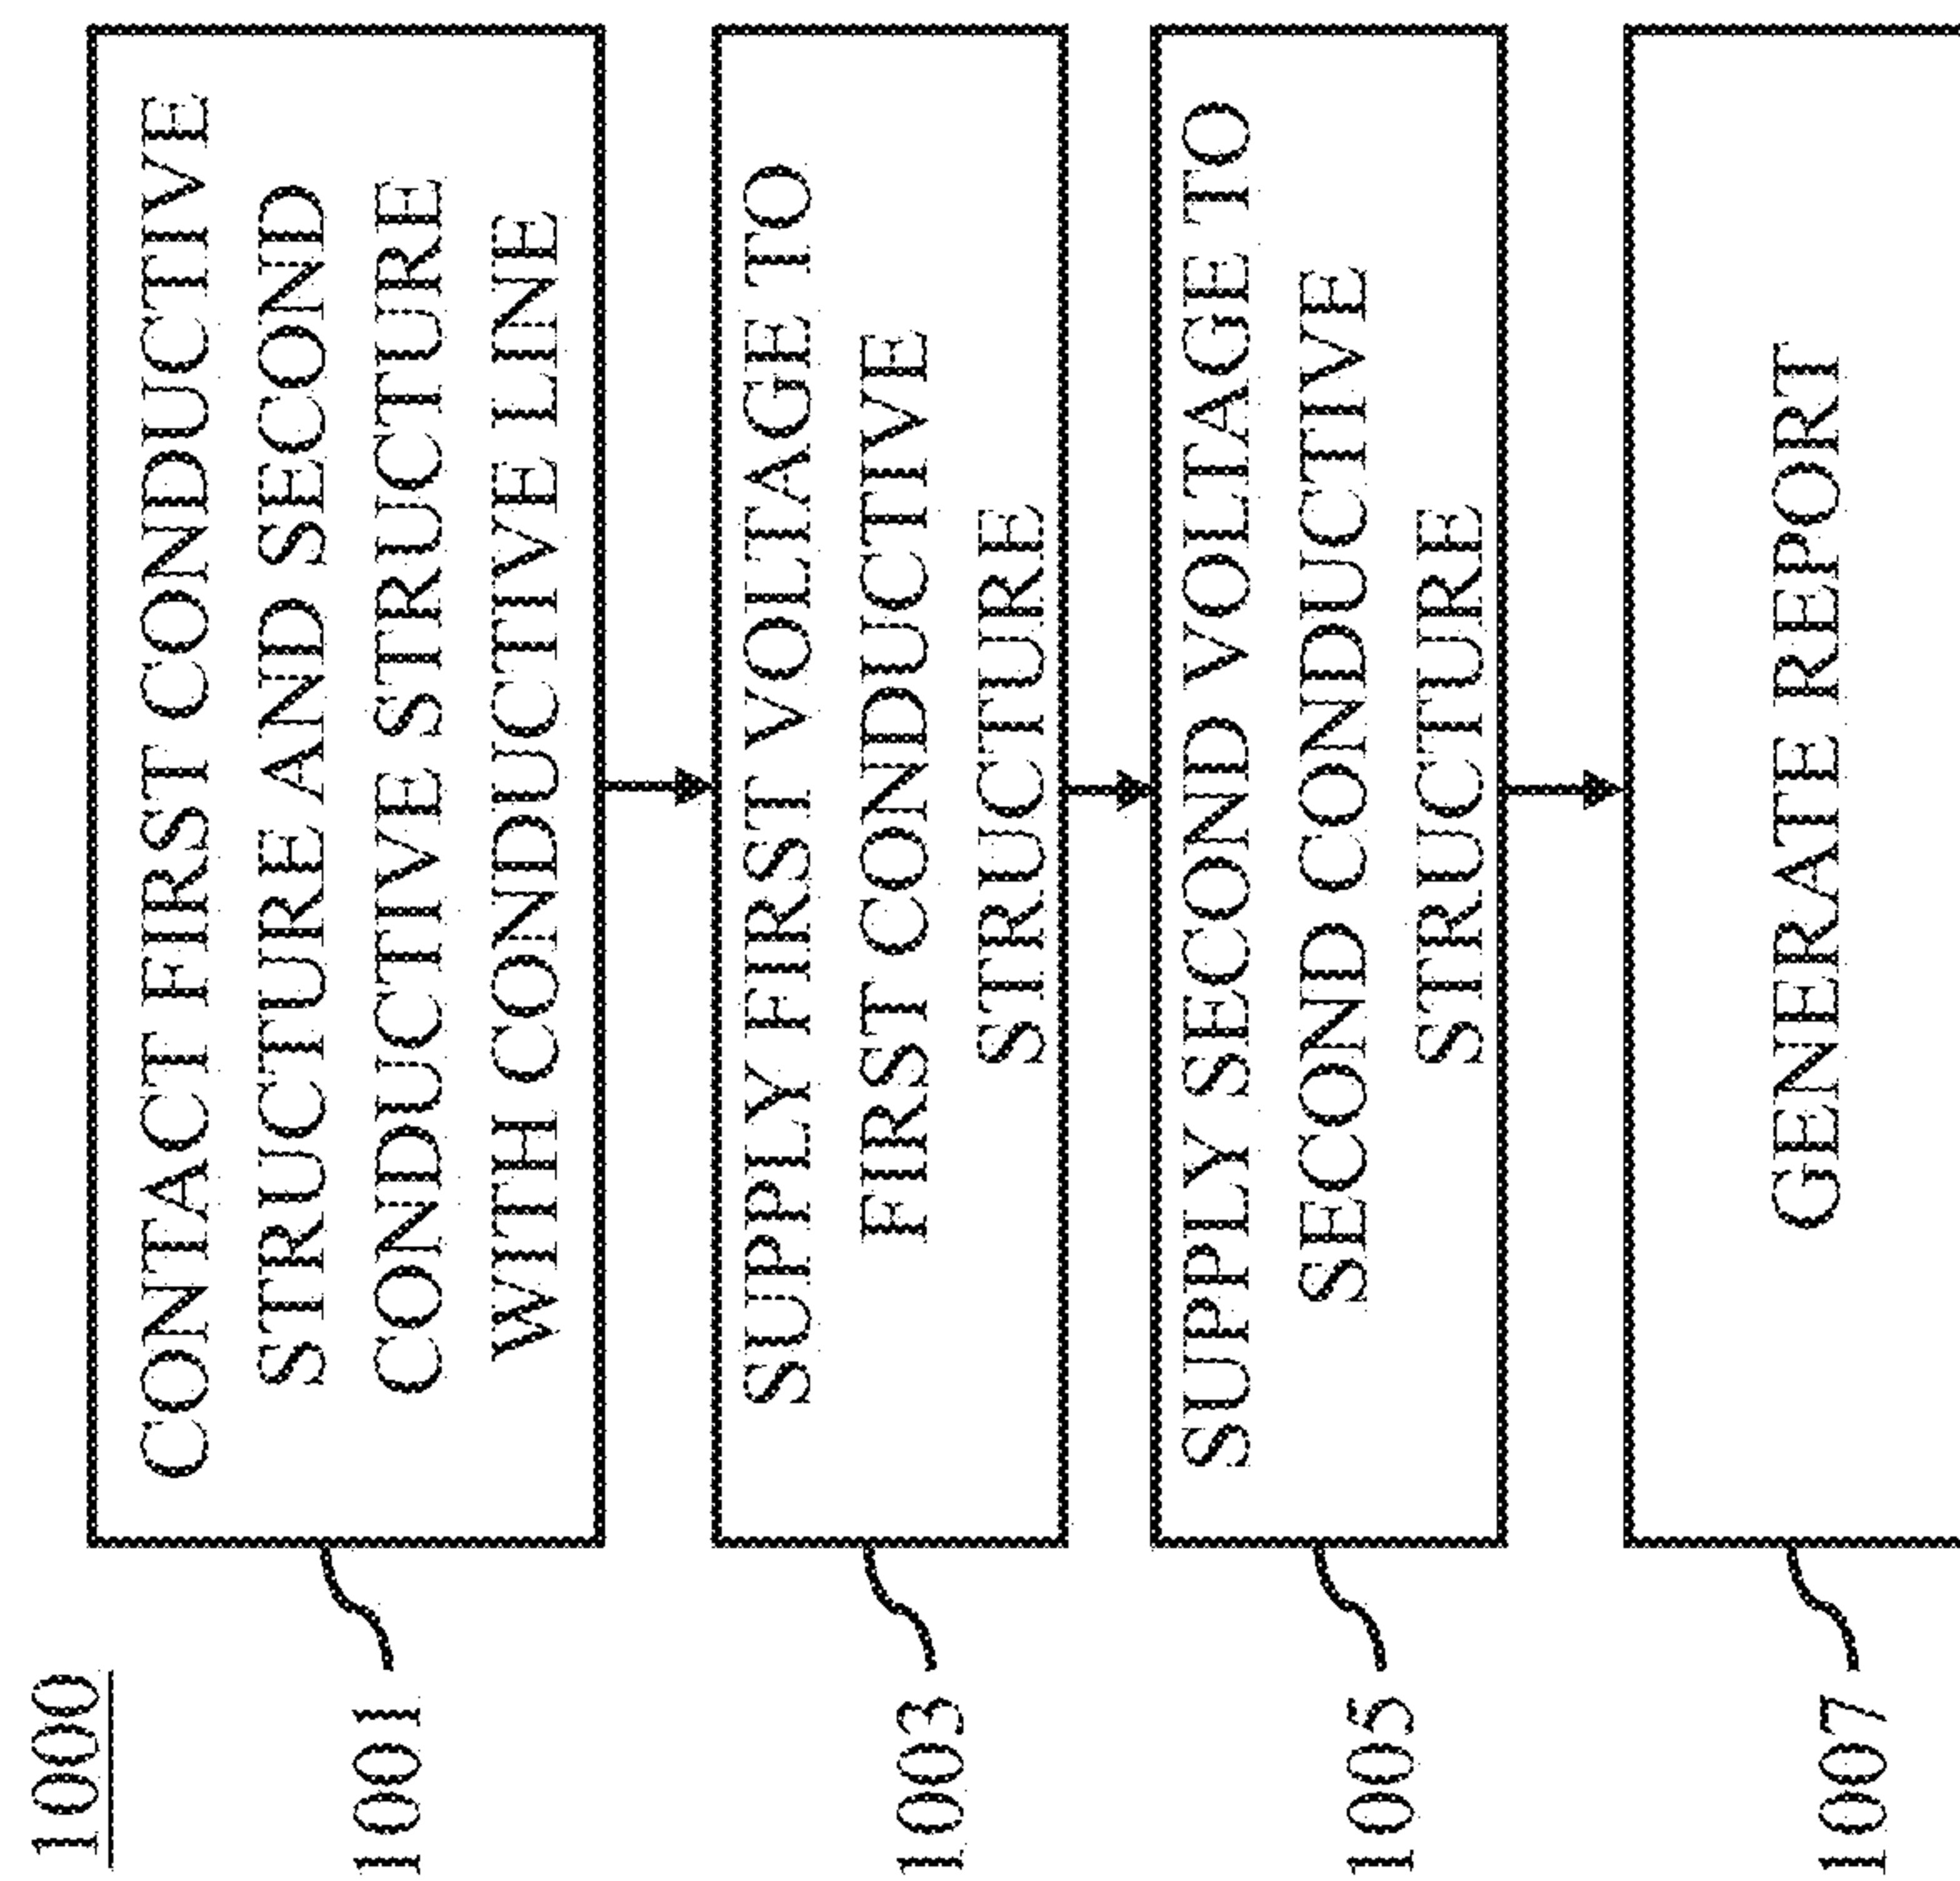 1000
1001
CONTACT FIRST CONDUCTIVE
STRUCTURE AND SECOND
CONDUCTIVE STRUCTURE
WITH CONDUCTIVE LINE
1003
SUPPLY FIRST VOLTAGE TO
FIRST CONDUCTIVE
STRUCTURE
1005
SUPPLY SECOND VOLTAGE TO
SECOND CONDUCTIVE
STRUCTURE
1007
GENERATE REPORT